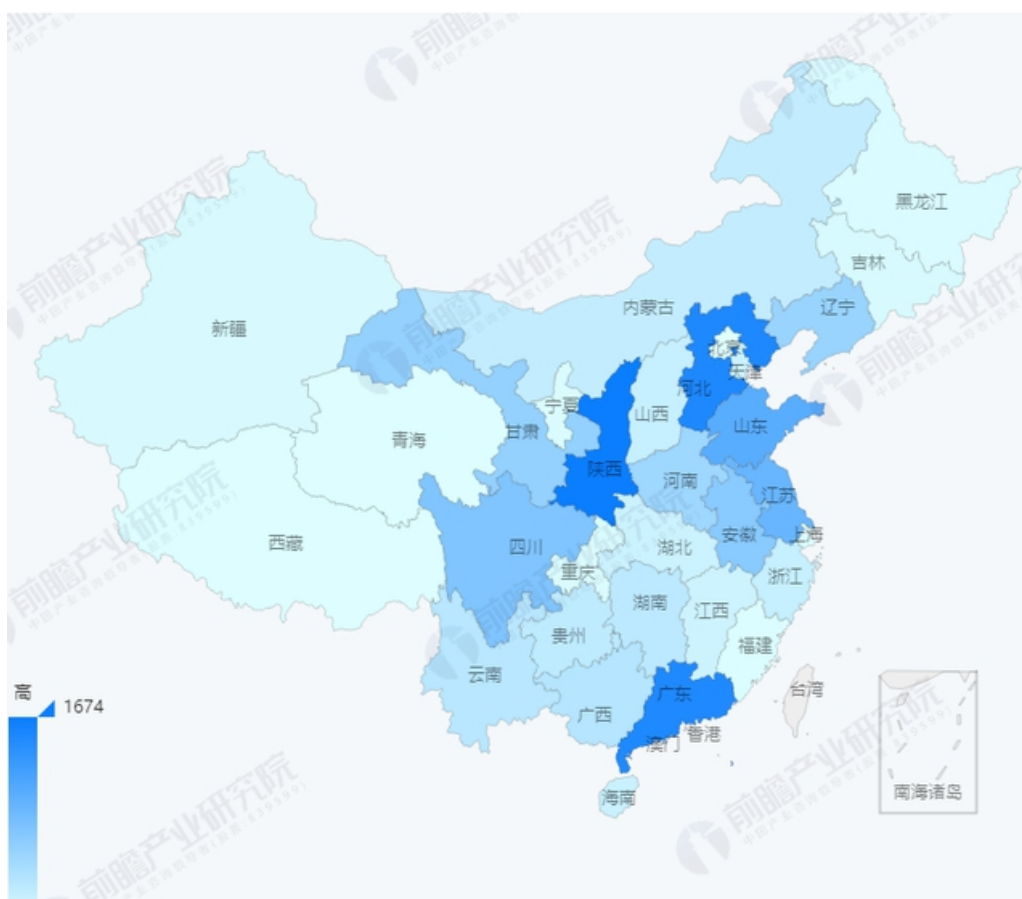 前瞻产业研究院
黑龙江
吉林
辽宁
内蒙古
新疆
北京
天津
河北
宁夏
山西
山东
甘肃
青海
陕西
河南
江苏
安徽
上海
西藏
四川
湖北
重庆
浙江
湖南
江西
贵州
福建
云南
广东
台湾
广西
香港
澳门
海南
南海诸岛
高
1674